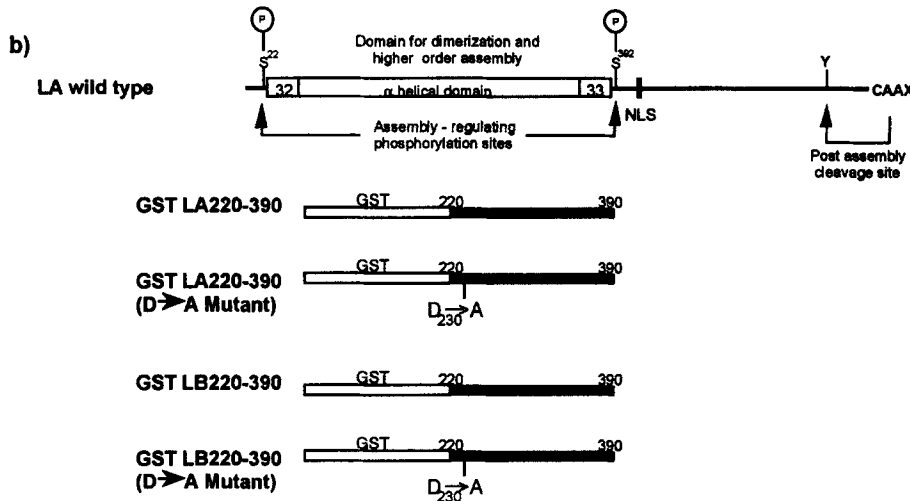 b)
P
P
S22
Domain for dimerization and
higher order assembly
S392
Y
LA wild type
32
α helical domain
33
NLS
CAAX
Assembly - regulating
phosphorylation sites
Post assembly
cleavage site
GST LA220-390
GST
220
390
GST LA220-390
(D➔A Mutant)
GST
220
390
D230→A
GST LB220-390
GST
220
390
GST LB220-390
(D➔A Mutant)
GST
220
390
D230→A